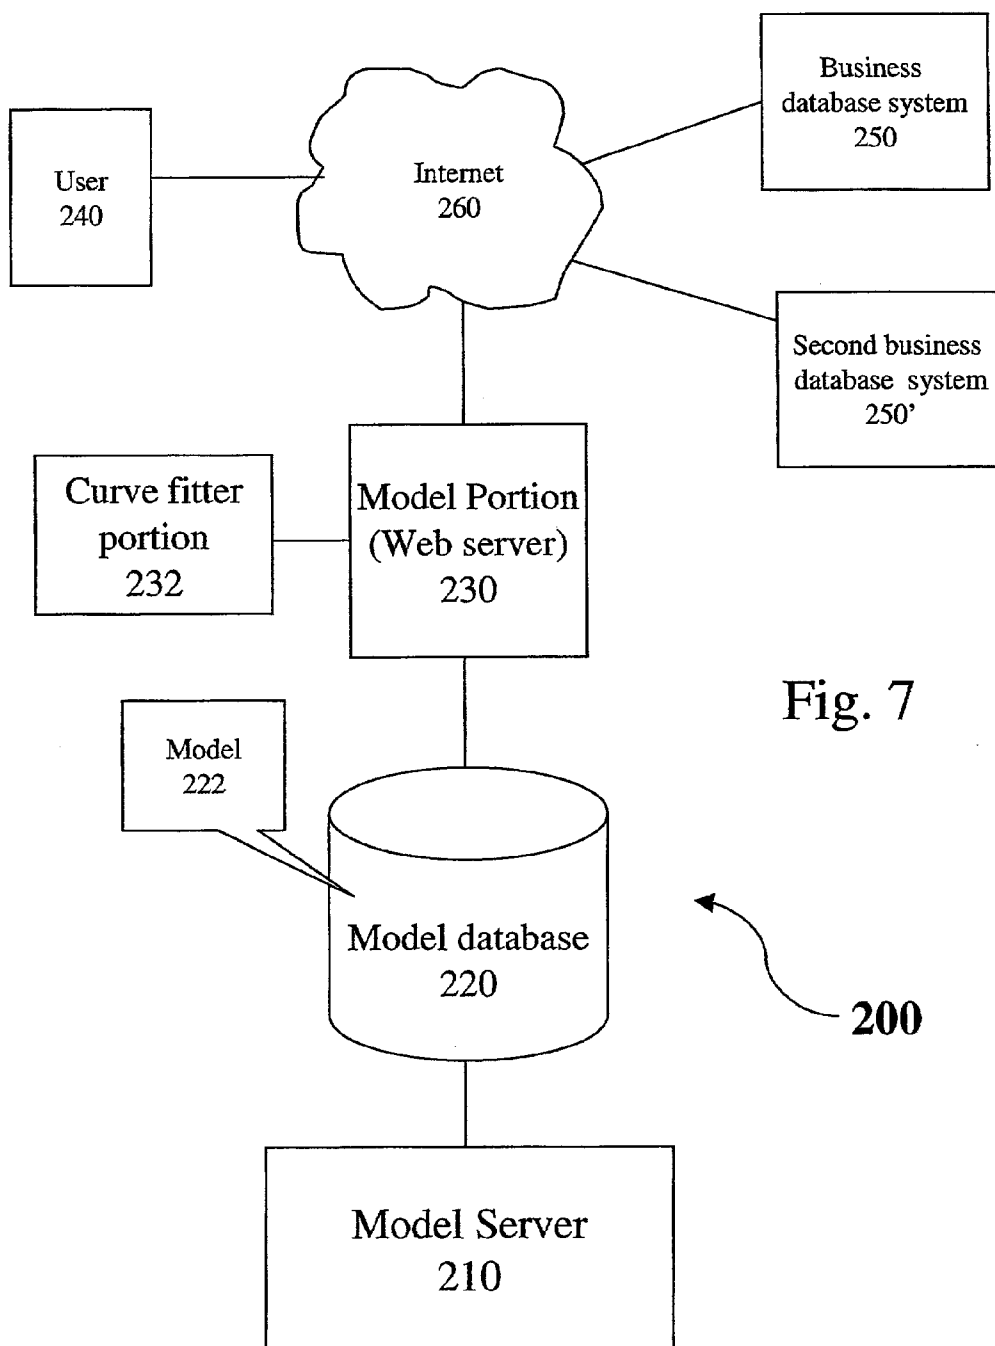 Business
database system
250
User
240
Internet
260
Second business
database system
250’
Curve fitter
portion
232
Model Portion
(Web server)
230
Fig. 7
Model
222
Model database
220
200
Model Server
210